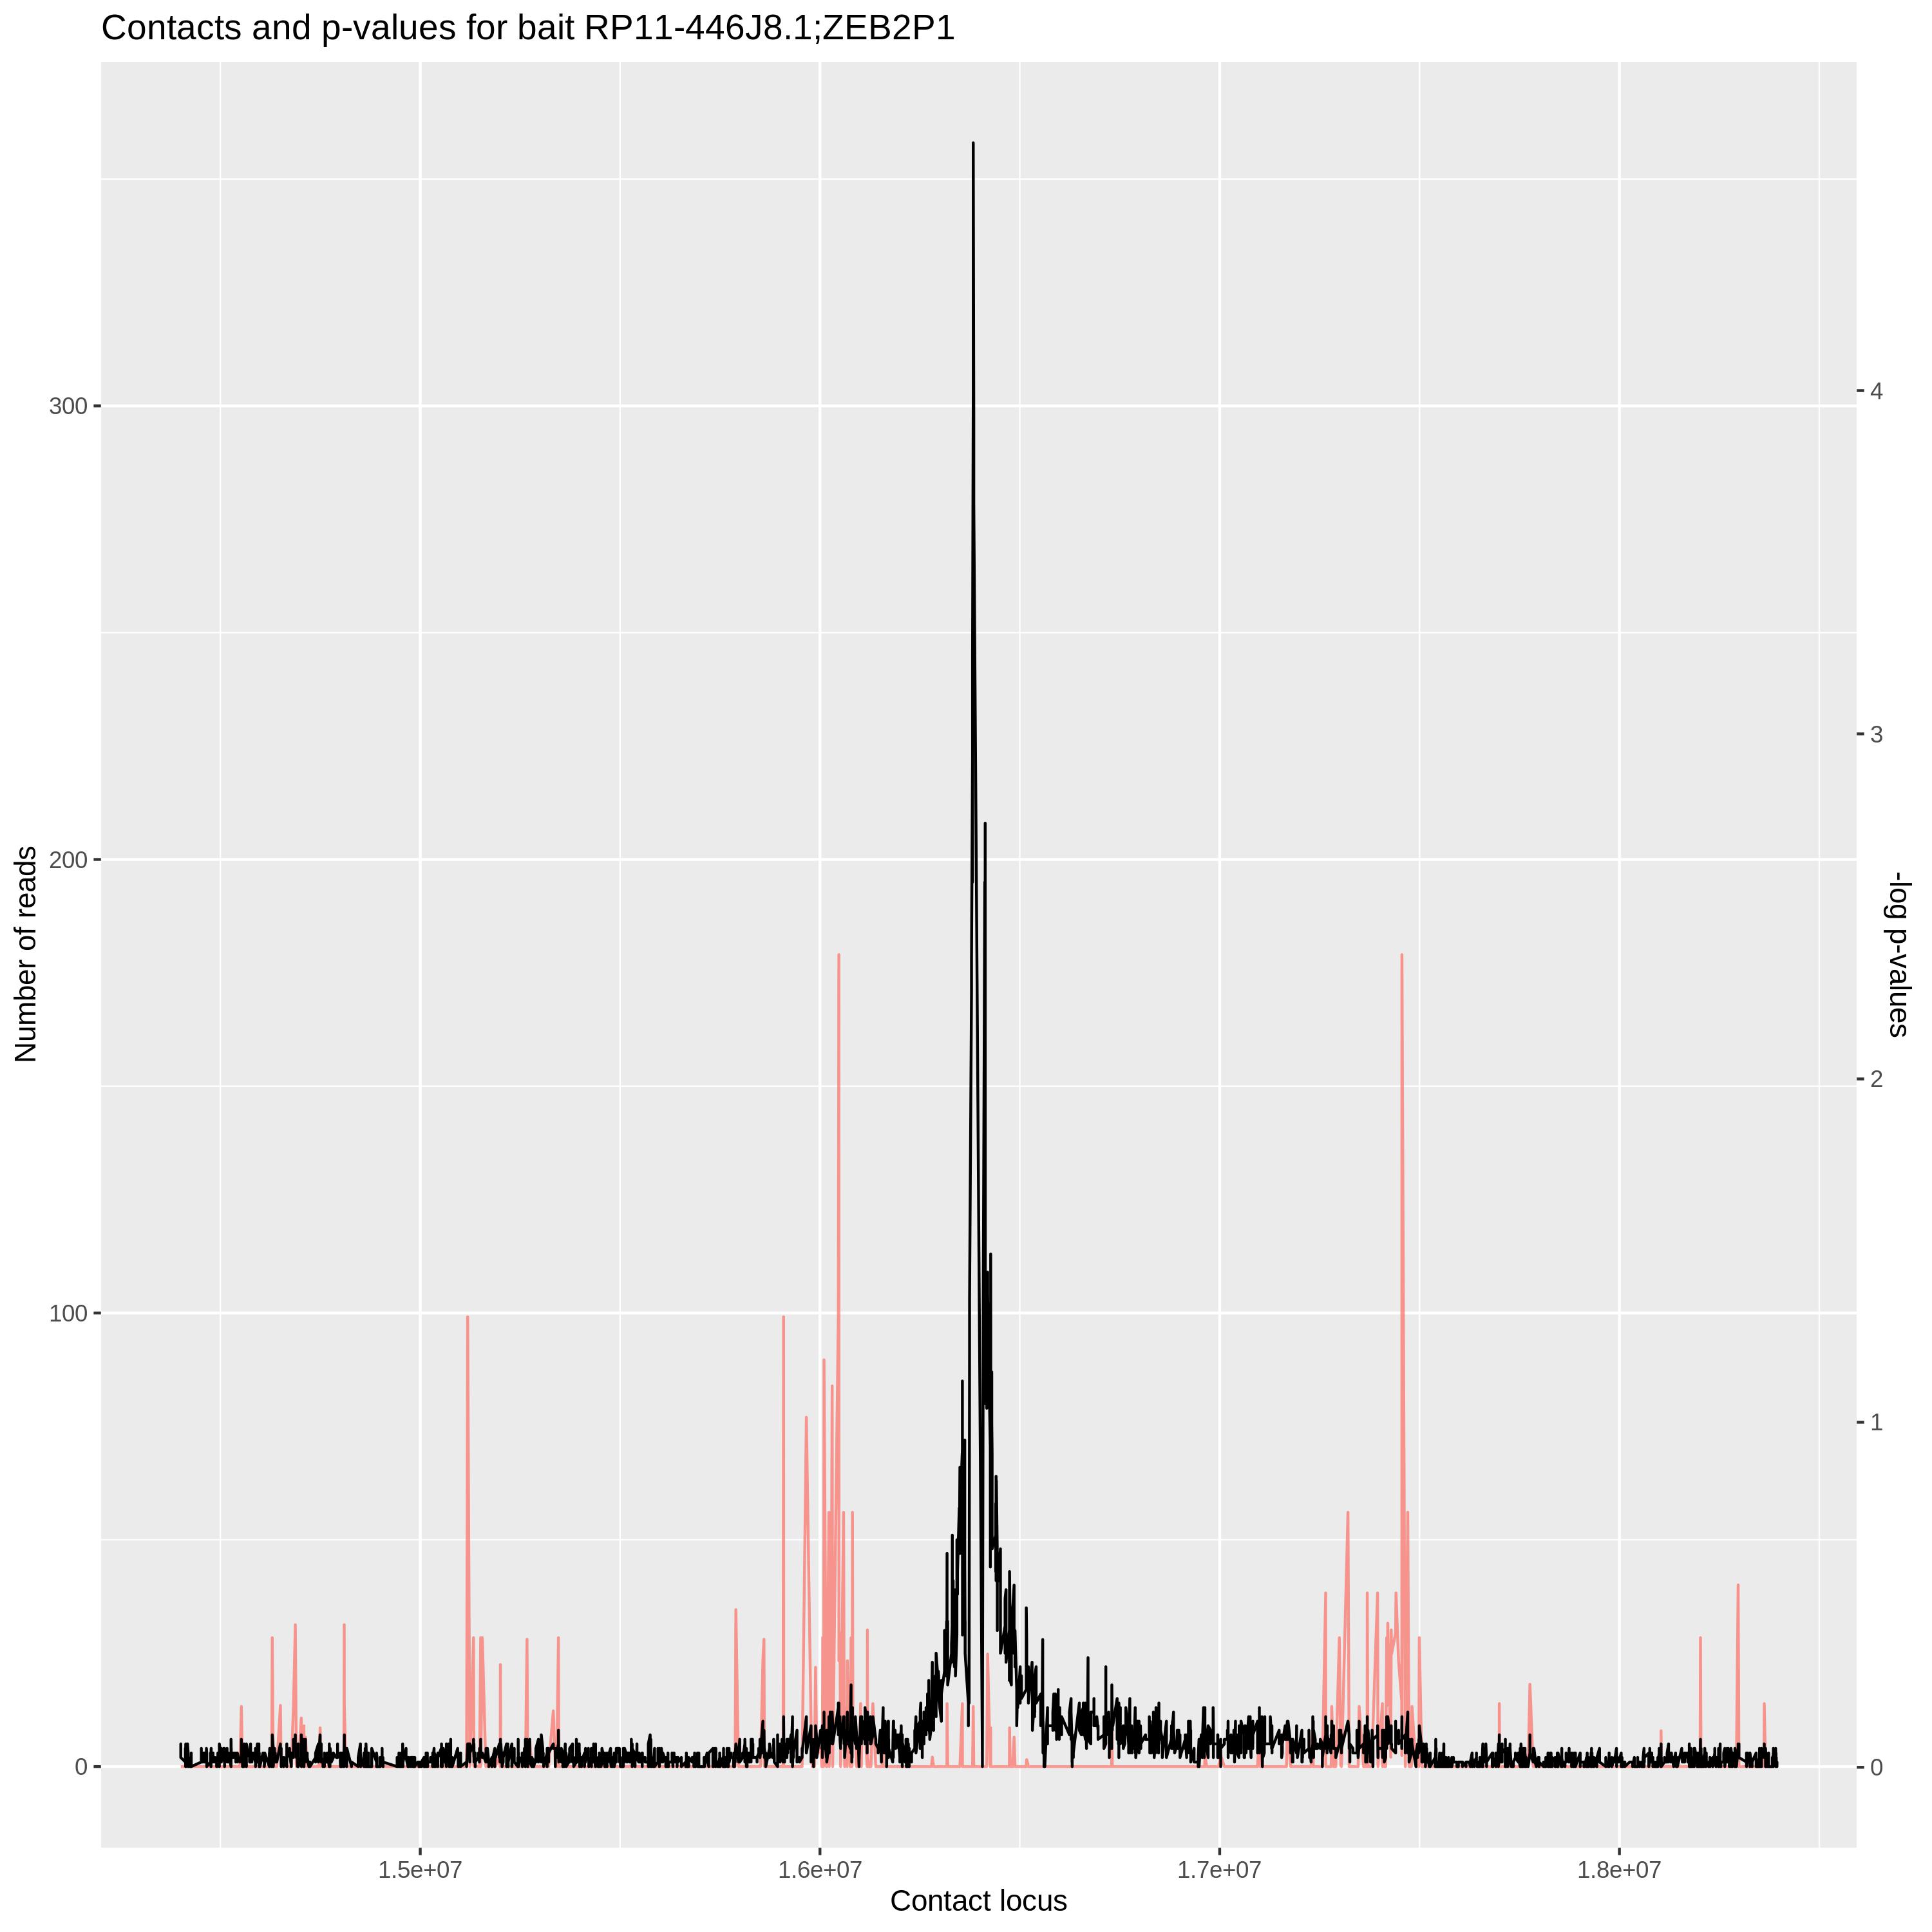 Contacts and p-values for bait RP11-446J8.1;ZEB2P1
Number of reads
300
200
100
0
4
3
2
1
0
-log p-values
1.5e+07 1.6e+07 1.7e+07 1.8e+07
Contact locus